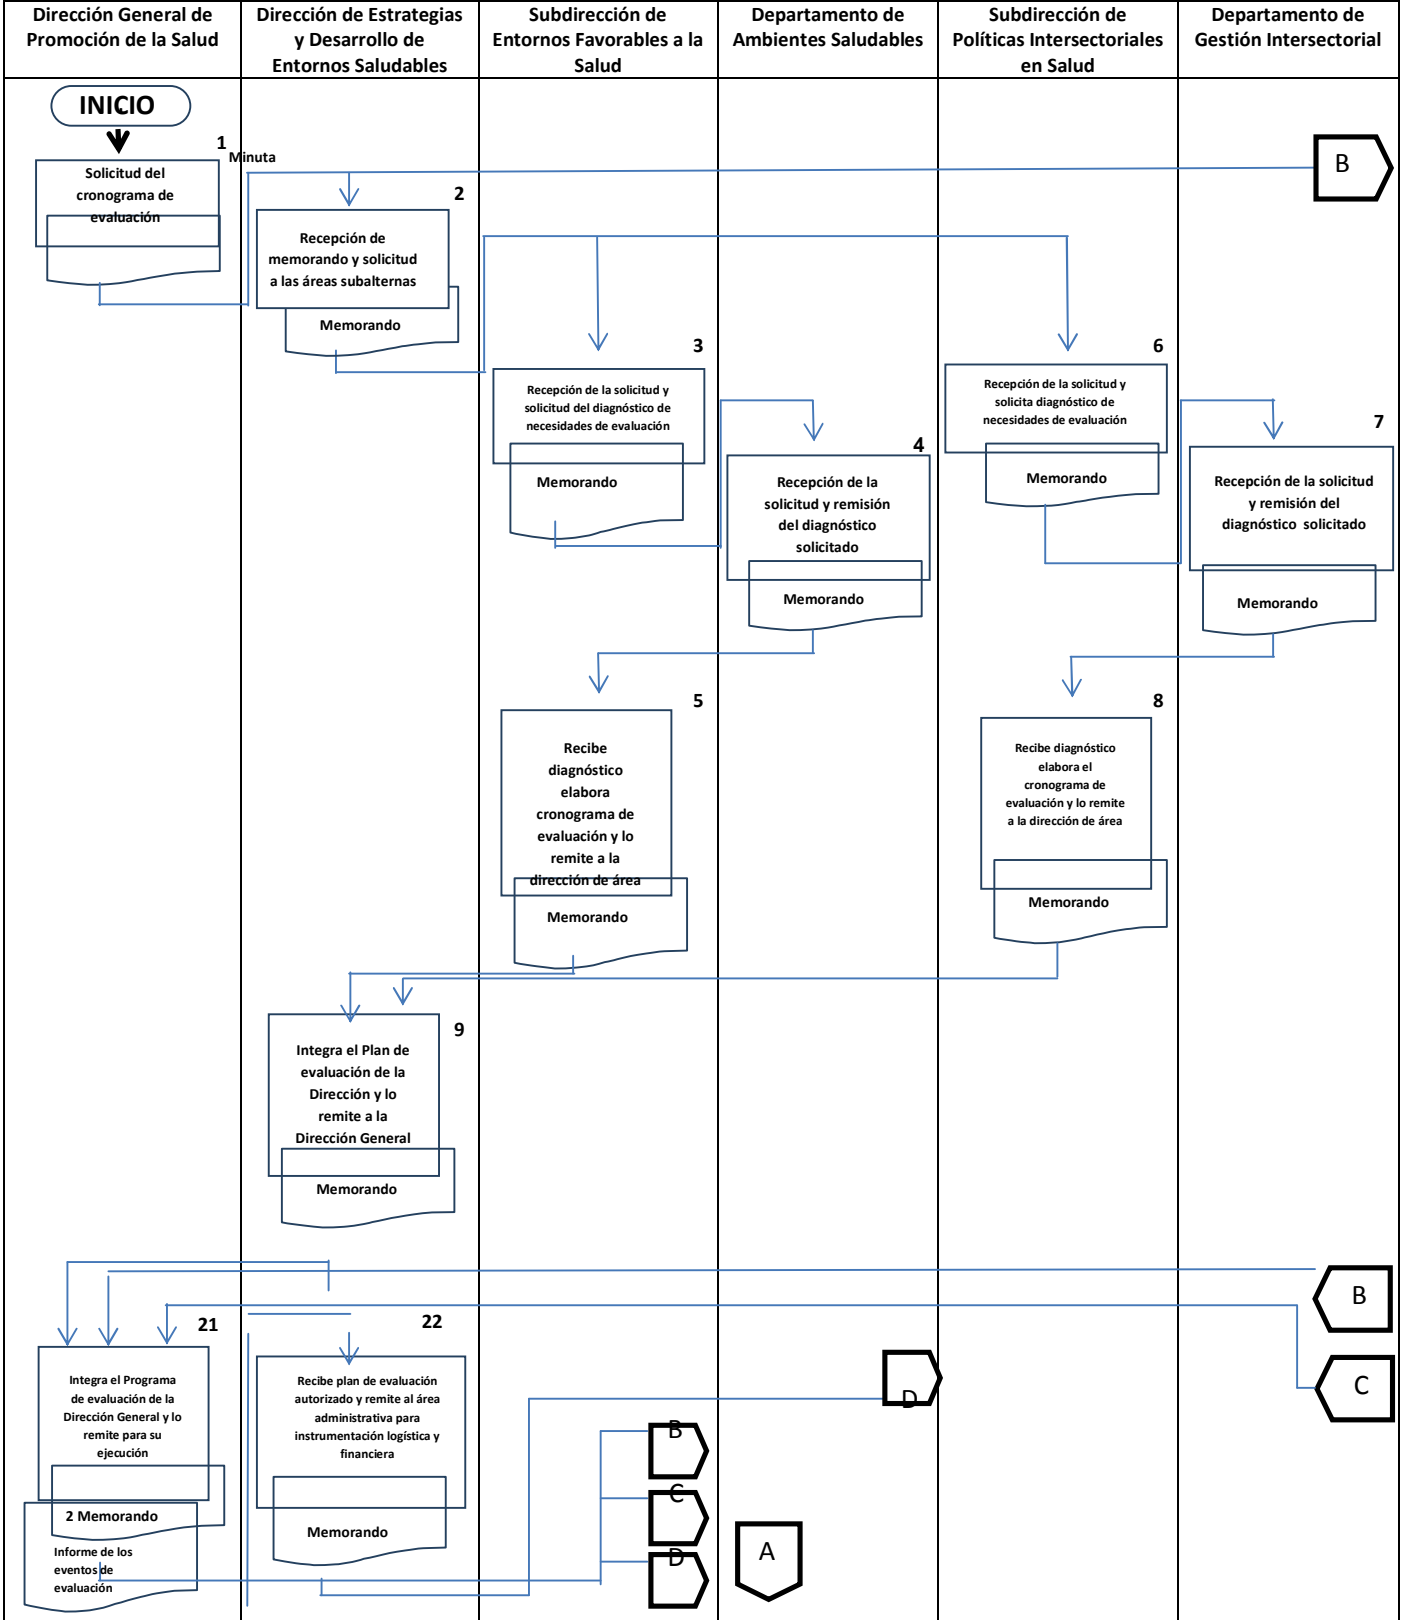 Dirección General de
Promoción de la Salud
Dirección de Estrategias
y Desarrollo de
Entornos Saludables
Subdirección de
Entornos Favorables a la
Salud
Departamento de
Ambientes Saludables
Subdirección de
Políticas Intersectoriales
en Salud
Departamento de
Gestión Intersectorial
INICIO
1
Minuta
Solicitud del
cronograma de
evaluación
B
2
Recepción de
memorando y solicitud
a las áreas subalternas
Memorando
3
Recepción de la solicitud y
solicitud del diagnóstico de
necesidades de evaluación
Memorando
4
Recepción de la
solicitud y remisión
del diagnóstico
solicitado
Memorando
6
Recepción de la solicitud y
solicita diagnóstico de
necesidades de evaluación
Memorando
7
Recepción de la solicitud
y remisión del
diagnóstico solicitado
Memorando
5
Recibe
diagnóstico
elabora
cronograma de
evaluación y lo
remite a la
dirección de área
Memorando
8
Recibe diagnóstico
elabora el
cronograma de
evaluación y lo remite
a la dirección de área
Memorando
9
Integra el Plan de
evaluación de la
Dirección y lo
remite a la
Dirección General
Memorando
B
C
21
Integra el Programa
de evaluación de la
Dirección General y lo
remite para su
ejecución
2 Memorando
Informe de los
eventos de
evaluación
22
Recibe plan de evaluación
autorizado y remite al área
administrativa para
instrumentación logística y
financiera
Memorando
D
B
C
D
A